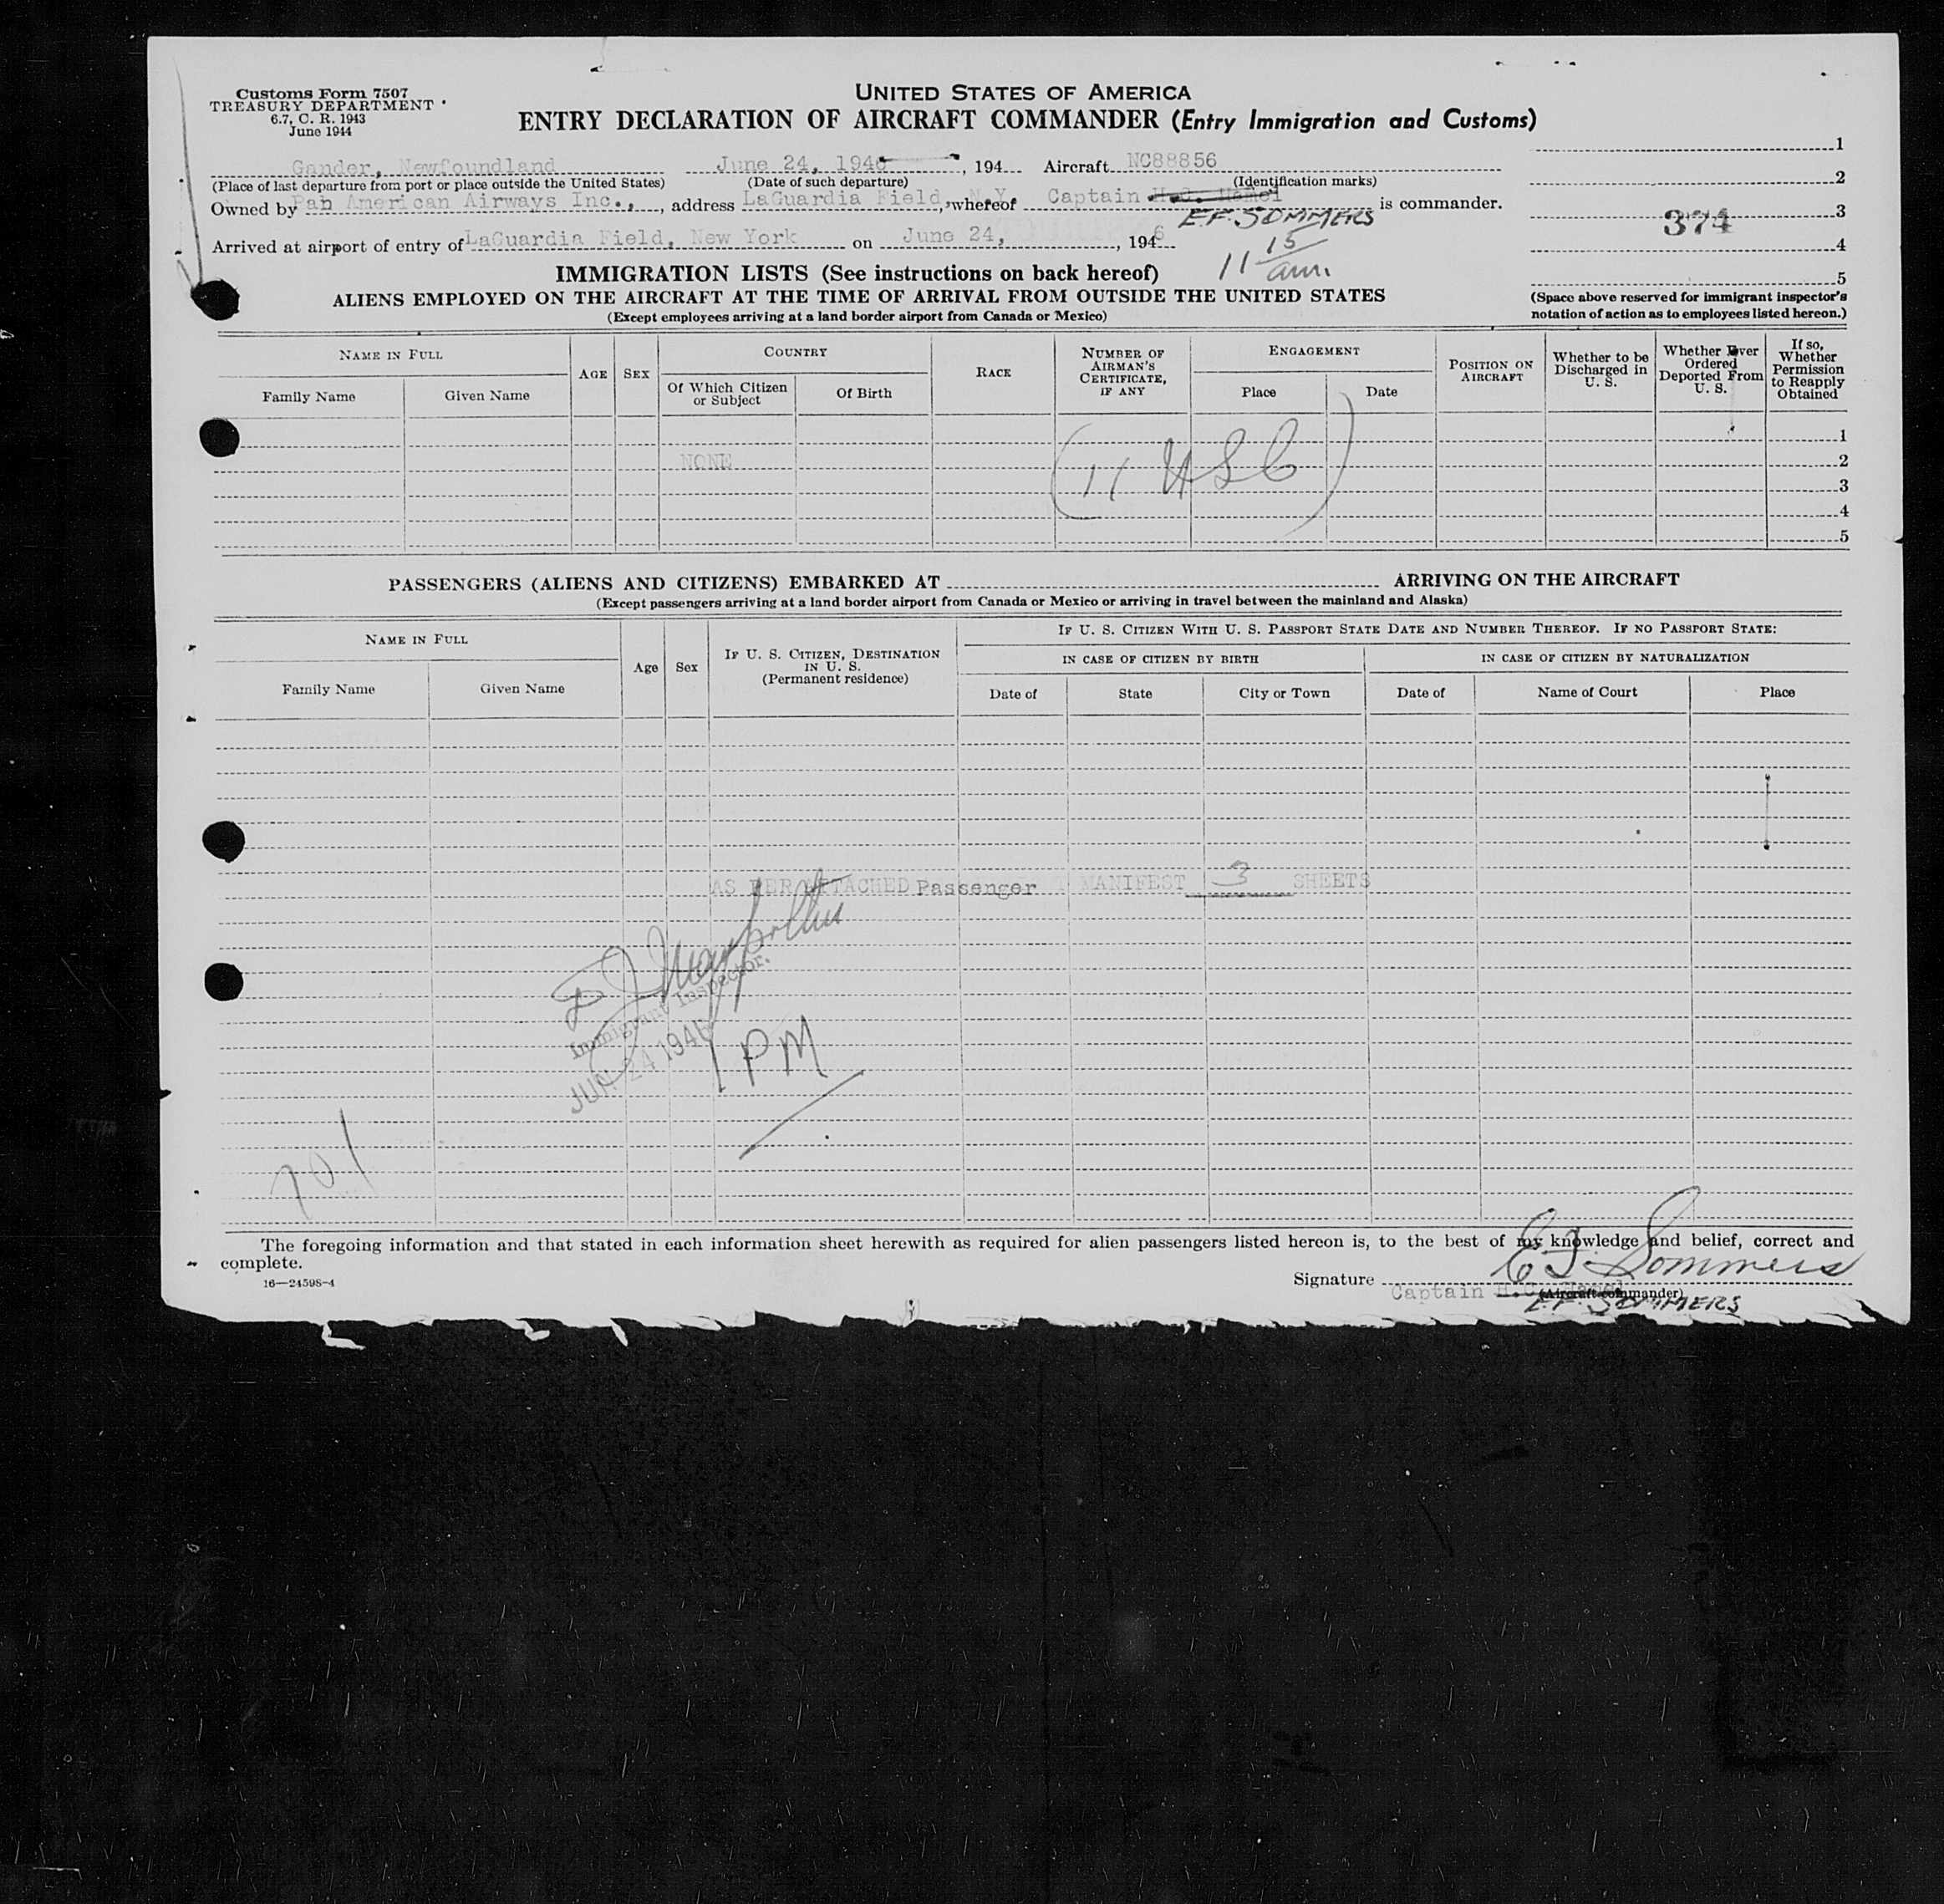 Customs Form 7507
TREASURY DEPARTMENT
6.7, C. R. 1943
June 1944
UNITED STATES OF AMERICA
ENTRY DECLARATION OF AIRCRAFT COMMANDER (Entry Immigration and Customs)
Gander, Newfoundland June 24, 1946, 194 Aircraft NC88856
(Place of last departure from port or place outside the United States) (Date of such departure) (Identification marks)
Owned by Pan American Airways Inc., , address LaGuardia Field, N.Y. , whereof Captain is commander.
E.F. SOMMERS
Arrived at airport of entry of LaGuardia Field, New York on June 24, , 1946
11 15 am.
1
2
3
374
4
5
(Space above reserved for immigrant inspector's
notation of action as to employees listed hereon.)
IMMIGRATION LISTS (See instructions on back hereof)
ALIENS EMPLOYED ON THE AIRCRAFT AT THE TIME OF ARRIVAL FROM OUTSIDE THE UNITED STATES
(Except employees arriving at a land border airport from Canada or Mexico)
NAME IN FULL
Family Name
Given Name
AGE
SEX
COUNTRY
Of Which Citizen
or Subject
Of Birth
RACE
NUMBER OF
AIRMAN'S
CERTIFICATE,
IF ANY
ENGAGEMENT
Place
Date
POSITION ON
AIRCRAFT
Whether to be
Discharged in
U. S.
Whether Ever
Ordered
Deported From
U. S.
If so,
Whether
Permission
to Reapply
Obtained
1
NONE
(11 USC)
2
3
4
5
PASSENGERS (ALIENS AND CITIZENS) EMBARKED AT ARRIVING ON THE AIRCRAFT
(Except passengers arriving at a land border airport from Canada or Mexico or arriving in travel between the mainland and Alaska)
NAME IN FULL
Family Name
Given Name
Age
Sex
IF U. S. CITIZEN, DESTINATION
IN U. S.
(Permanent residence)
IF U. S. CITIZEN WITH U. S. PASSPORT STATE DATE AND NUMBER THEREOF. IF NO PASSPORT STATE:
IN CASE OF CITIZEN BY BIRTH
IN CASE OF CITIZEN BY NATURALIZATION
Date of
State
City or Town
Date of
Name of Court
Place
AS PER ATTACHED Passenger MANIFEST 3 SHEETS
Immigrant Inspector.
JUN 24 1946
1 PM
701
The foregoing information and that stated in each information sheet herewith as required for alien passengers listed hereon is, to the best of my knowledge and belief, correct and
complete.
16—24598-4
Signature E F Sommers
Captain (Aircraft commander)
E.F. SOMMERS